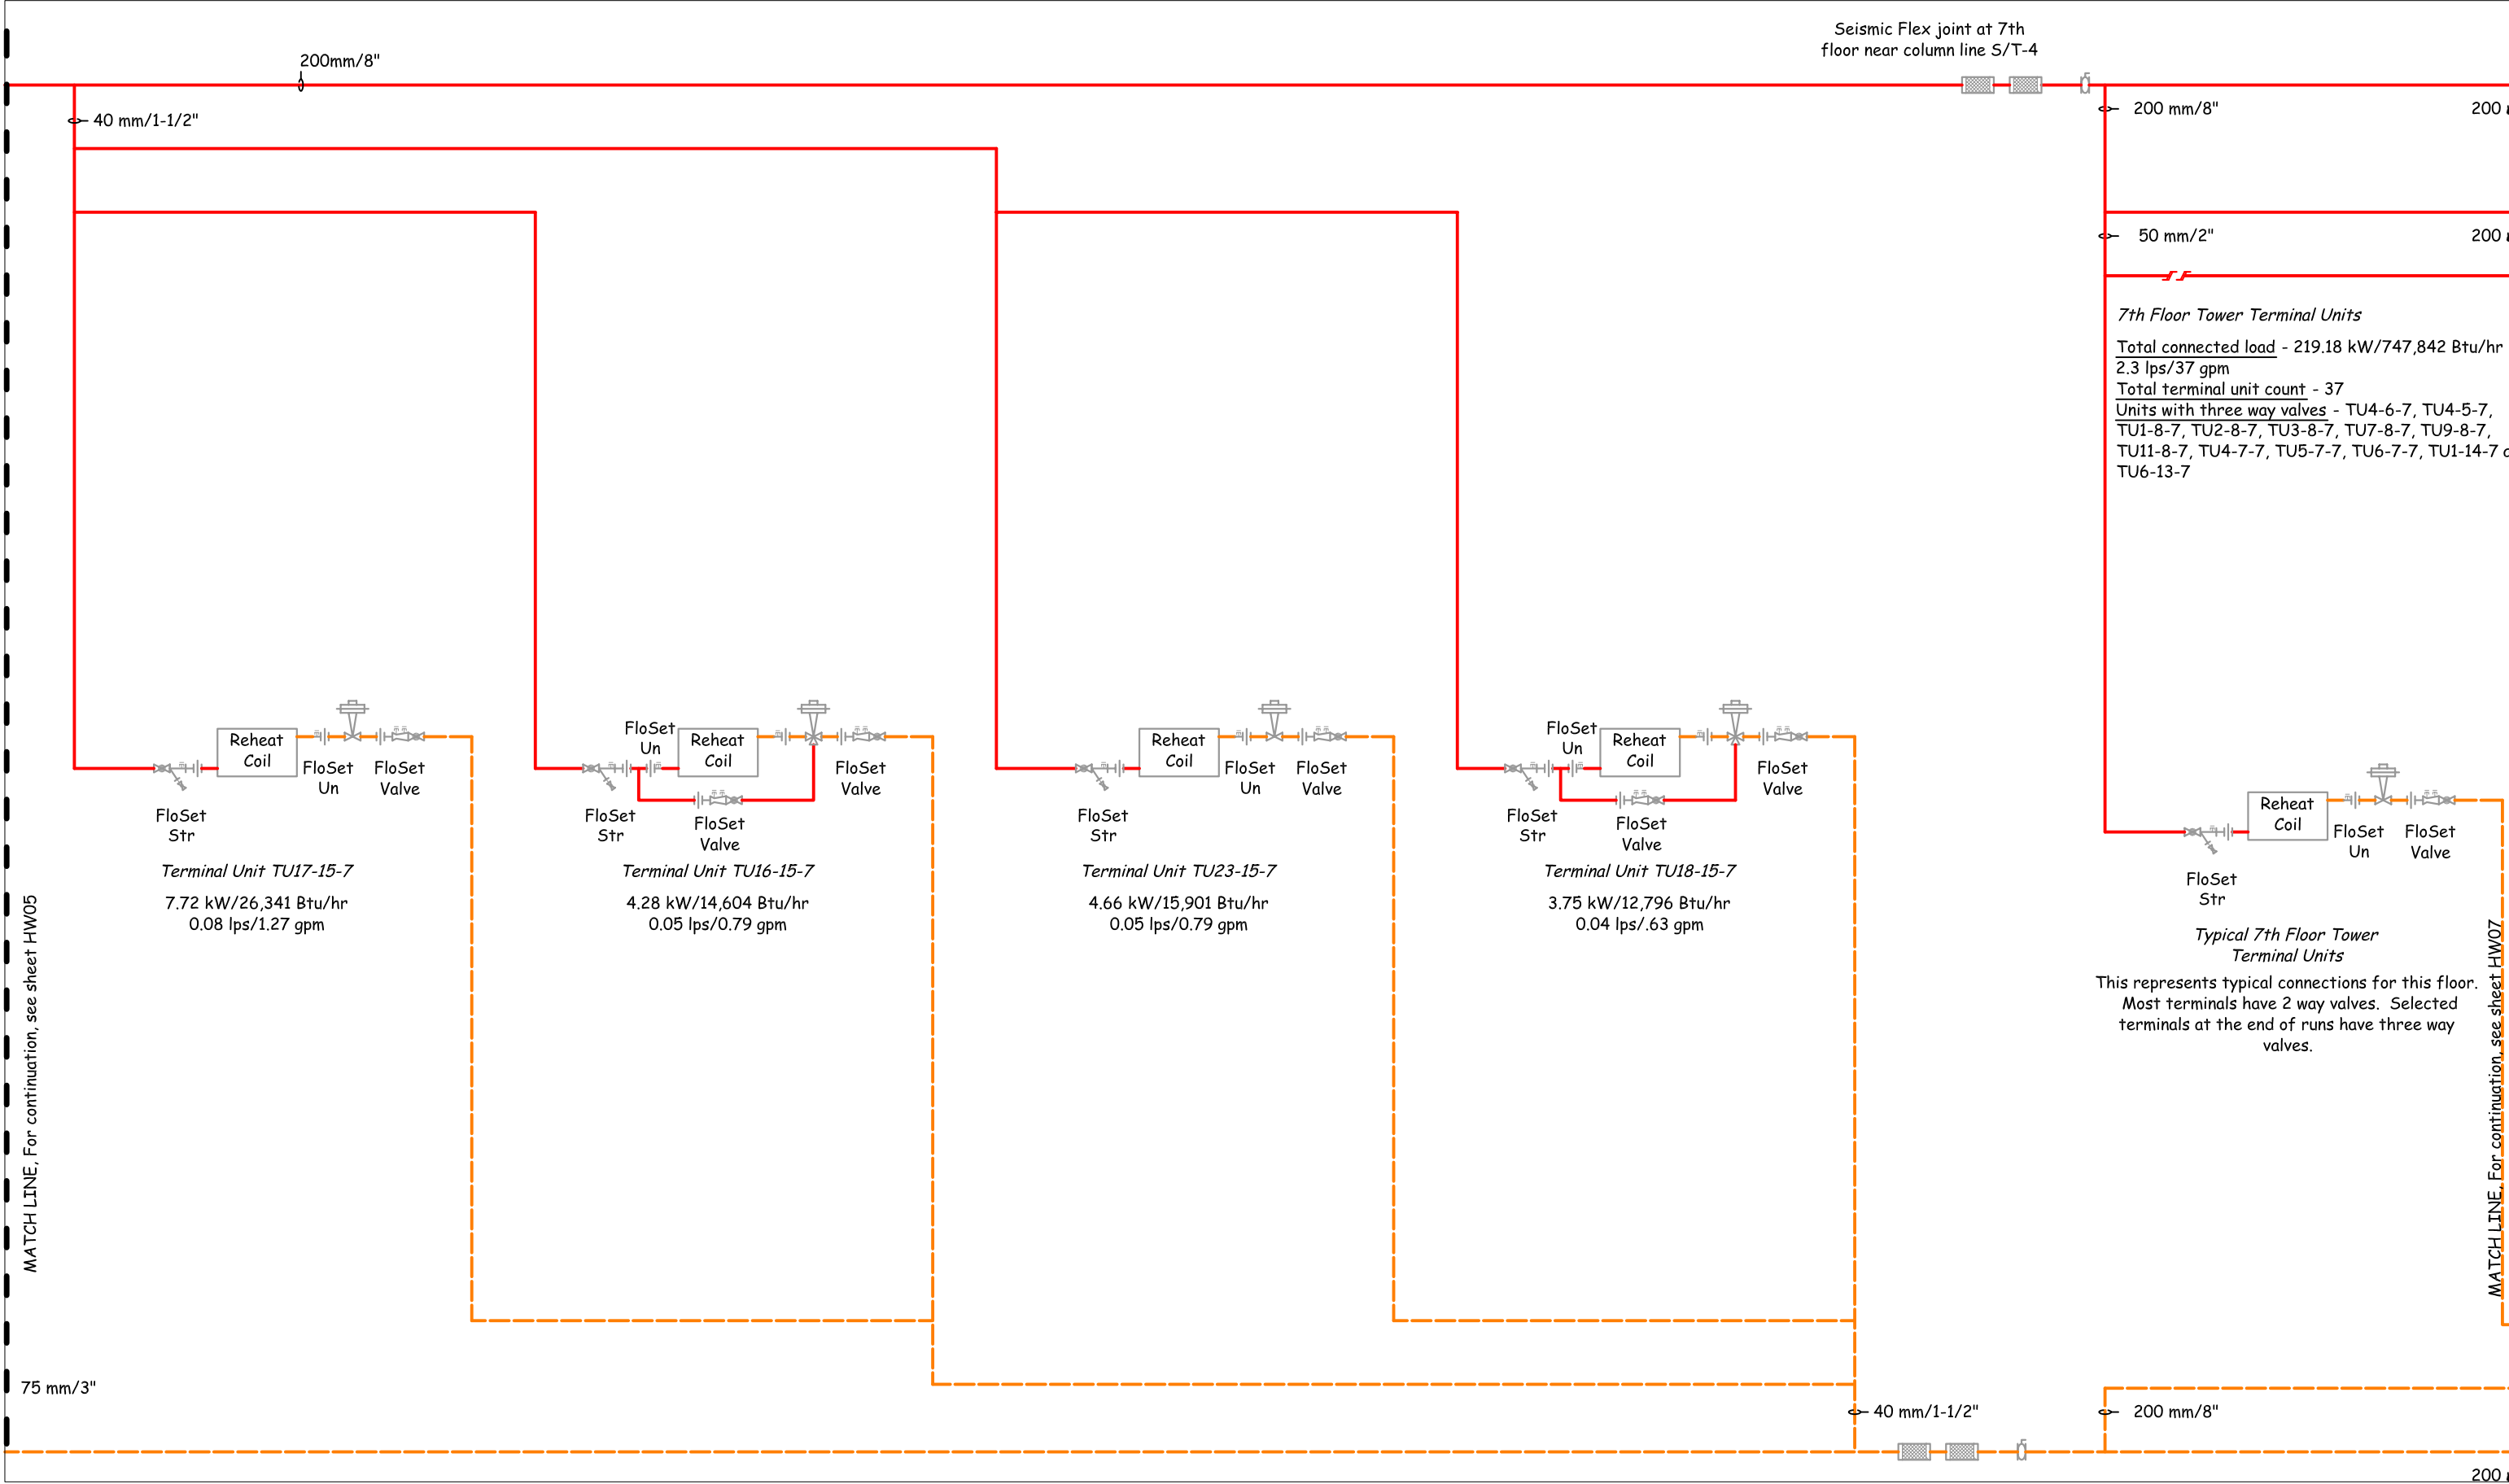 Seismic Flex joint at 7th
floor near column line S/T-4
200mm/8"
40 mm/1-1/2"
200 mm/8"
200
50 mm/2"
200
7th Floor Tower Terminal Units
Total connected load - 219.18 kW/747,842 Btu/hr
2.3 lps/37 gpm
Total terminal unit count - 37
Units with three way valves - TU4-6-7, TU4-5-7,
TU1-8-7, TU2-8-7, TU3-8-7, TU7-8-7, TU9-8-7,
TU11-8-7, TU4-7-7, TU5-7-7, TU6-7-7, TU1-14-7
TU6-13-7
Reheat
Coil
FloSet
Un
FloSet
Valve
FloSet
Str
Terminal Unit TU17-15-7
7.72 kW/26,341 Btu/hr
0.08 lps/1.27 gpm
FloSet
Un
Reheat
Coil
FloSet
Valve
FloSet
Str
FloSet
Valve
Terminal Unit TU16-15-7
4.28 kW/14,604 Btu/hr
0.05 lps/0.79 gpm
Reheat
Coil
FloSet
Un
FloSet
Valve
FloSet
Str
Terminal Unit TU23-15-7
4.66 kW/15,901 Btu/hr
0.05 lps/0.79 gpm
FloSet
Un
Reheat
Coil
FloSet
Valve
FloSet
Str
FloSet
Valve
Terminal Unit TU18-15-7
3.75 kW/12,796 Btu/hr
0.04 lps/.63 gpm
Reheat
Coil
FloSet
Un
FloSet
Valve
FloSet
Str
Typical 7th Floor Tower
Terminal Units
This represents typical connections for this floor.
Most terminals have 2 way valves. Selected
terminals at the end of runs have three way
valves.
MATCH LINE, For continuation, see sheet HW05
MATCH LINE, For continuation, see sheet HW07
75 mm/3"
40 mm/1-1/2"
200 mm/8"
200